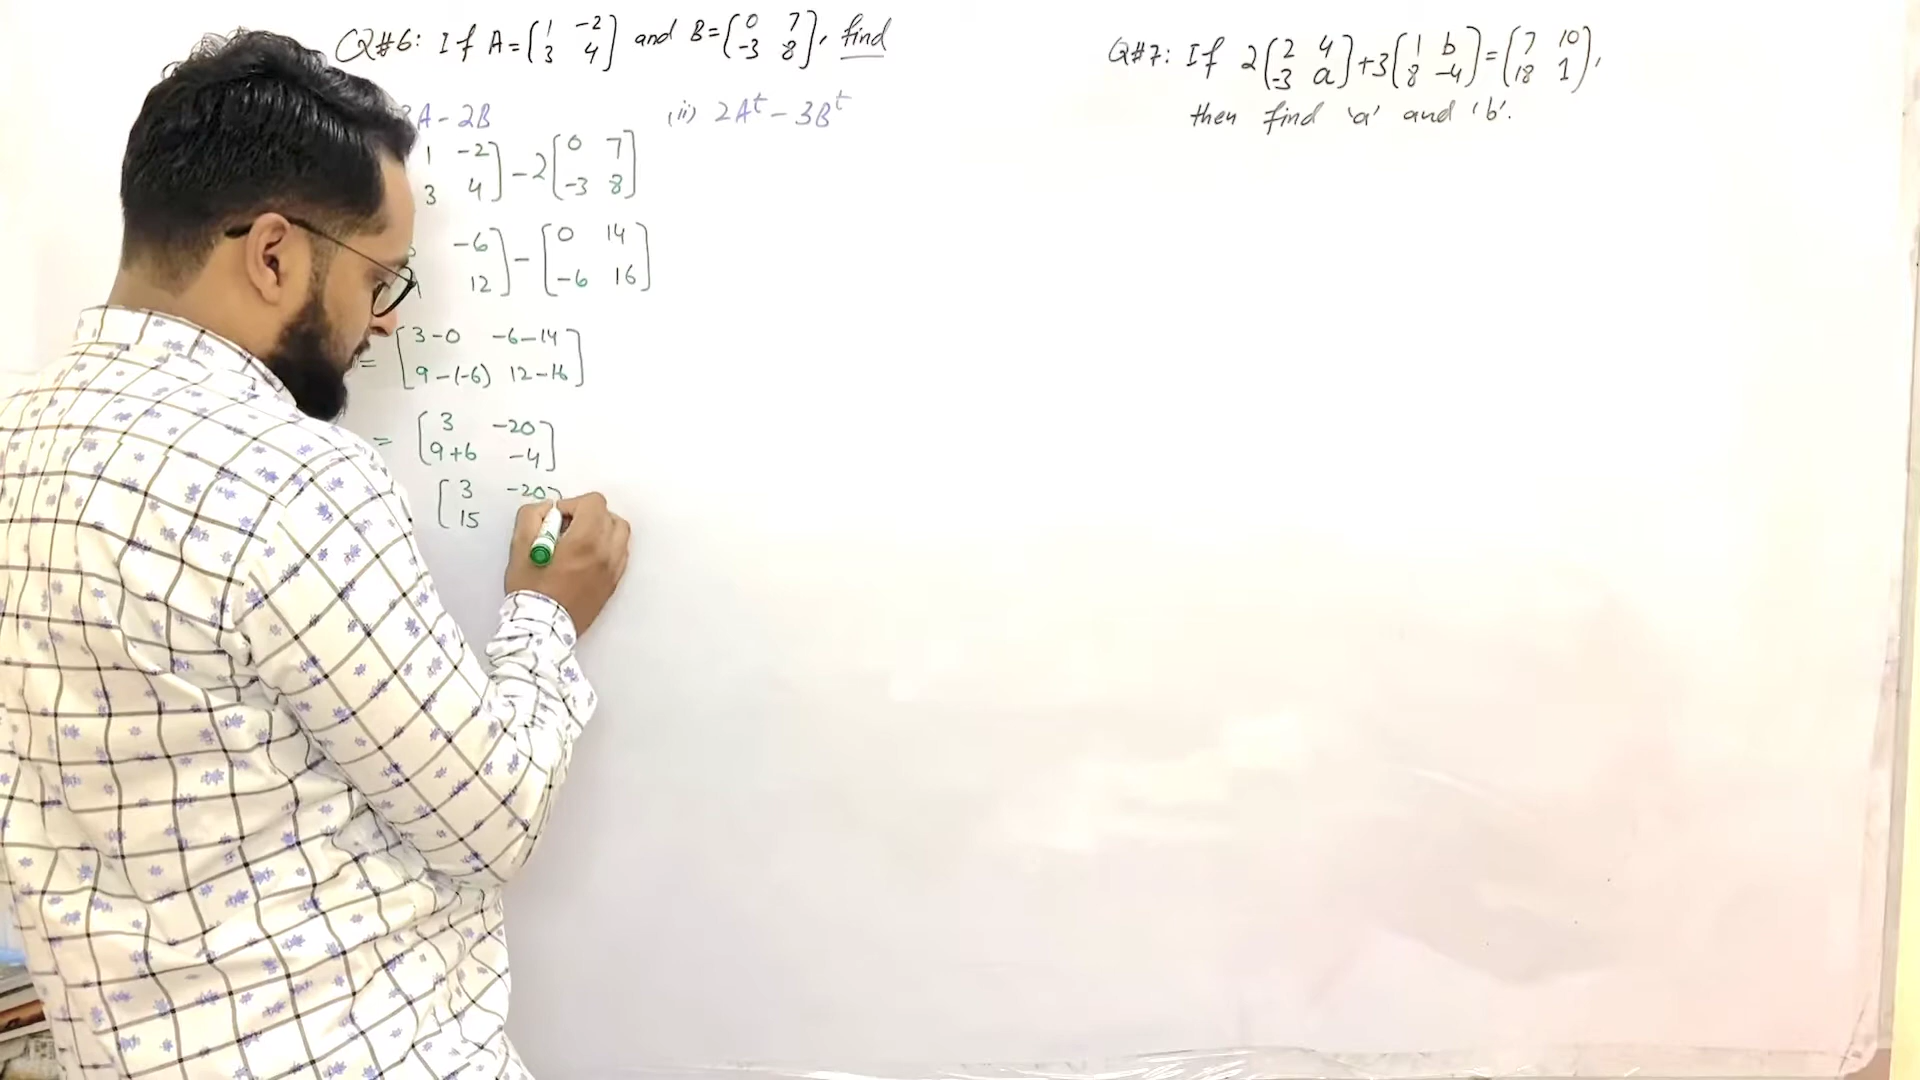 Q#6: If A=[1 -2
3 4] and B=[0 7
-3 8], find
3A-2B
1 -2
3 4]-2[0 7
-3 8]
-6
12]-[0 14
-6 16]
=[3-0 -6-14
9-(-6) 12-16]
=[3 -20
9+6 -4]
[3 -20
15
(ii) 2Aᵗ-3Bᵗ
Q#7: If 2[2 4
-3 a]+3[1 b
8 -4]=[7 10
18 1],
then find 'a' and 'b'.